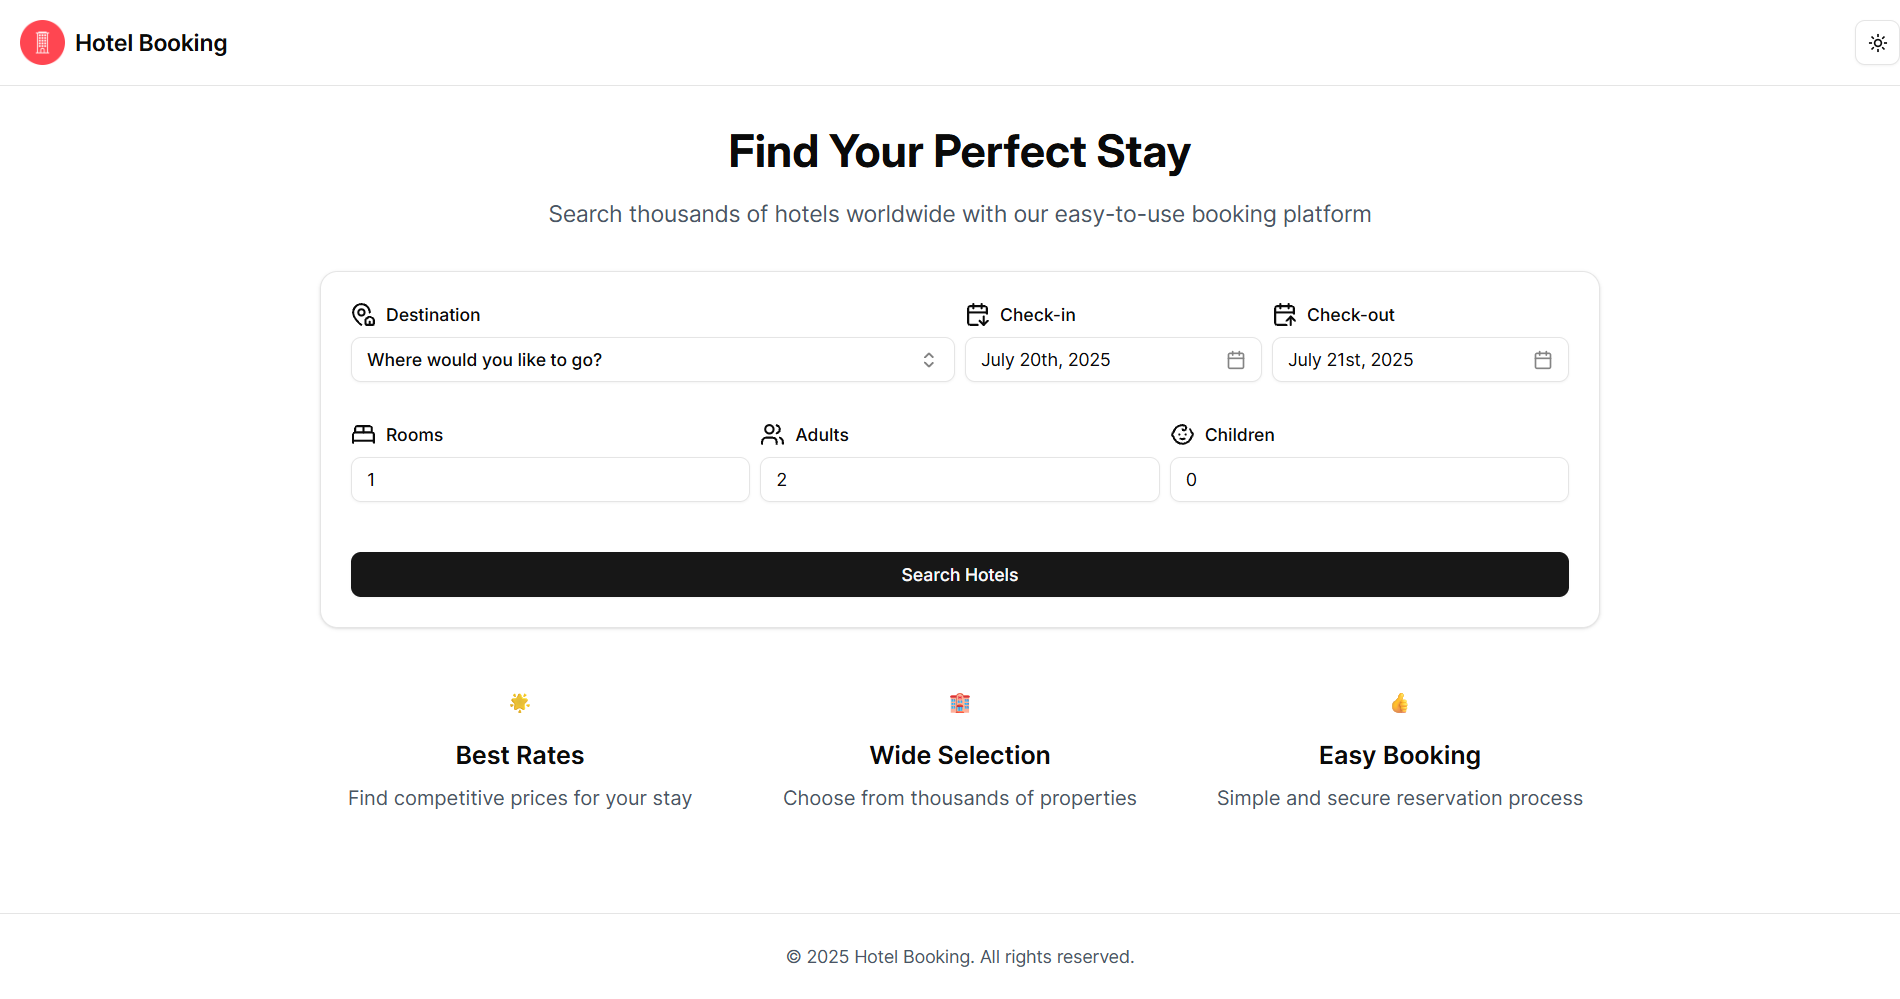 Hotel Booking
Find Your Perfect Stay
Search thousands of hotels worldwide with our easy-to-use booking platform
Destination
Check-in
Check-out
Where would you like to go?
July 20th, 2025
July 21st, 2025
Rooms
Adults
Children
1
2
0
Search Hotels
Best Rates
Find competitive prices for your stay
Wide Selection
Choose from thousands of properties
Easy Booking
Simple and secure reservation process
© 2025 Hotel Booking. All rights reserved.